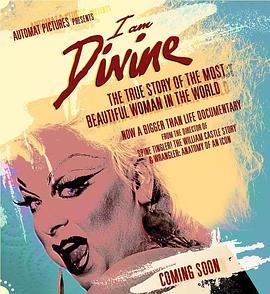 AUTOMAT PICTURES PRESENTS
I am
Divine
THE TRUE STORY OF THE MOST
BEAUTIFUL WOMAN IN THE WORLD
NOW A BIGGER THAN LIFE DOCUMENTARY
FROM THE DIRECTOR OF
SPINE TINGLER! THE WILLIAM CASTLE STORY
& WRANGLER: ANATOMY OF AN ICON
COMING SOON